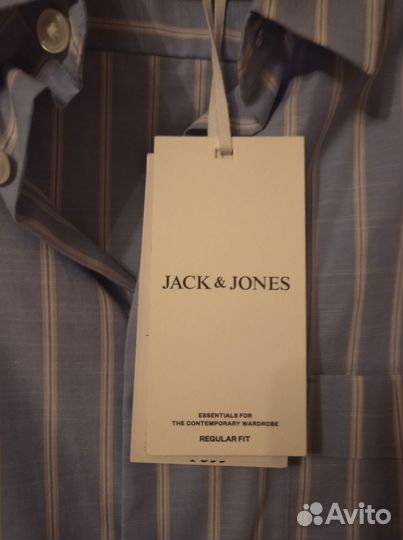 JACK & JONES
ESSENTIALS FOR
THE CONTEMPORARY WARDROBE
REGULAR FIT
Avito